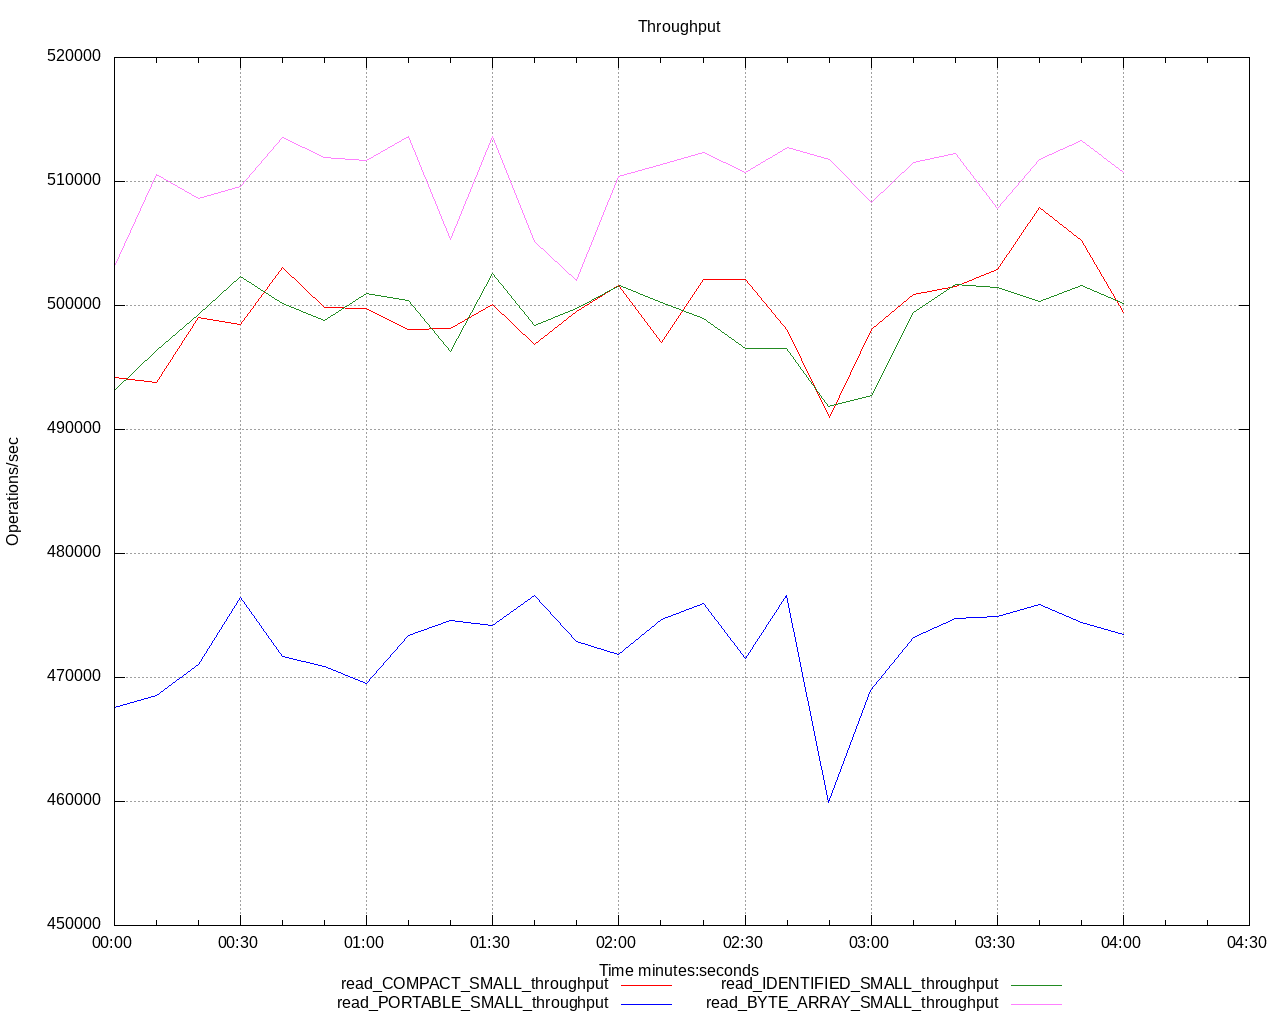 Throughput
520000
510000
500000
490000
480000
470000
460000
450000
Operations/sec
00:00 00:30 01:00 01:30 02:00 02:30 03:00 03:30 04:00 04:30
Time minutes:seconds
read_COMPACT_SMALL_throughput read_IDENTIFIED_SMALL_throughput
read_PORTABLE_SMALL_throughput read_BYTE_ARRAY_SMALL_throughput